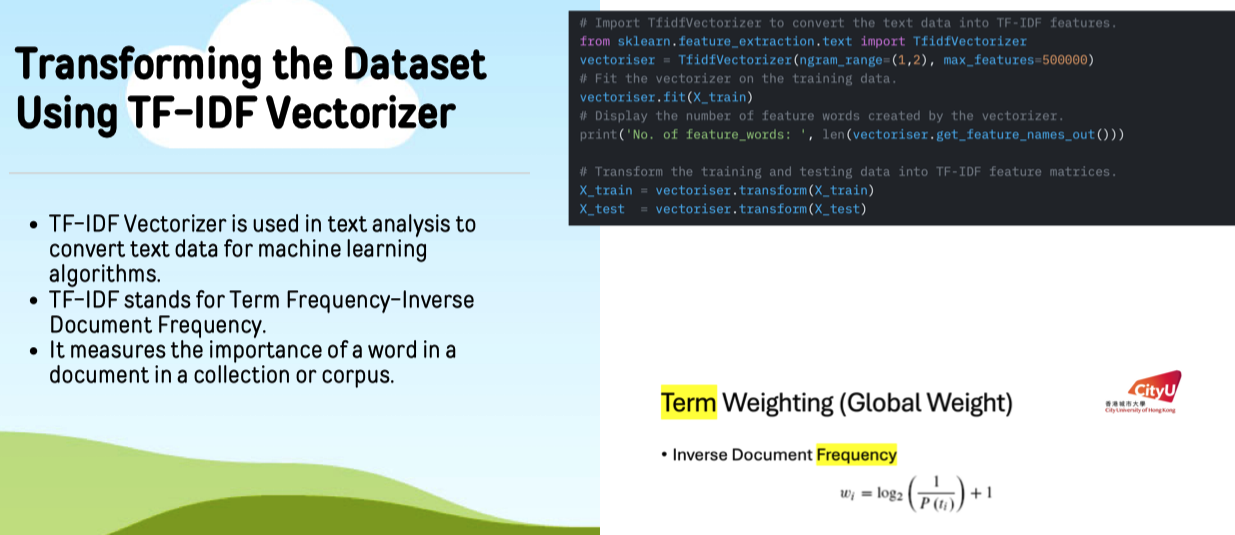 Transforming the Dataset
Using TF-IDF Vectorizer
• TF-IDF Vectorizer is used in text analysis to
convert text data for machine learning
algorithms.
• TF-IDF stands for Term Frequency-Inverse
Document Frequency.
• It measures the importance of a word in a
document in a collection or corpus.
# Import TfidfVectorizer to convert the text data into TF-IDF features.
from sklearn.feature_extraction.text import TfidfVectorizer
vectoriser = TfidfVectorizer(ngram_range=(1,2), max_features=500000)
# Fit the vectorizer on the training data.
vectoriser.fit(X_train)
# Display the number of feature words created by the vectorizer.
print('No. of feature_words: ', len(vectoriser.get_feature_names_out()))
# Transform the training and testing data into TF-IDF feature matrices.
X_train = vectoriser.transform(X_train)
X_test  = vectoriser.transform(X_test)
Term Weighting (Global Weight)
CityU
香港城市大學
City University of Hong Kong
• Inverse Document Frequency
wᵢ = log₂ (1 / P (tᵢ)) + 1